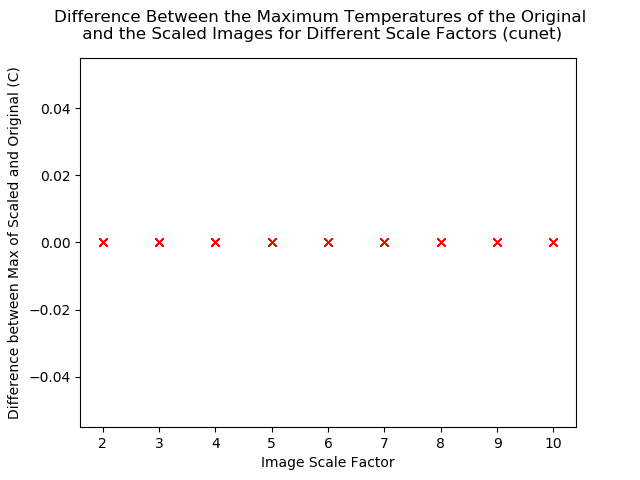 Difference Between the Maximum Temperatures of the Original
and the Scaled Images for Different Scale Factors (cunet)
Difference between Max of Scaled and Original (C)
0.04
0.02
0.00
−0.02
−0.04
2 3 4 5 6 7 8 9 10
Image Scale Factor